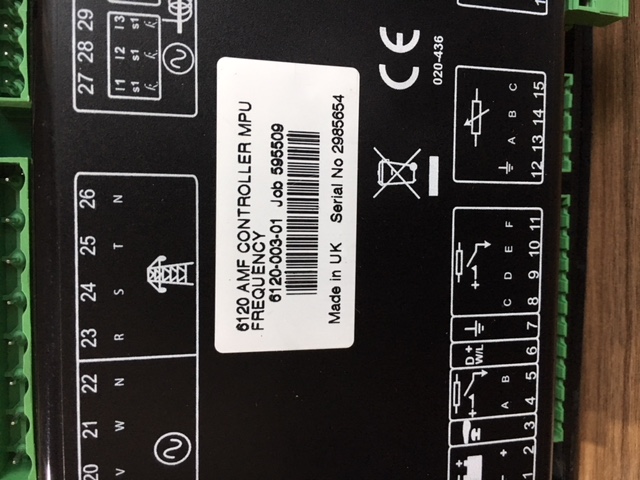 20 21 22 23 24 25 26 27 28 29
V W N R S T N I1 I2 I3
s1 s1 s1
6120 AMF CONTROLLER MPU
FREQUENCY
6120-003-01 Job 595509
Made in UK Serial No 2985654
CE
020-436
D+
W/L
- + A B C D E F A B C
1 2 3 4 5 6 7 8 9 10 11 12 13 14 15